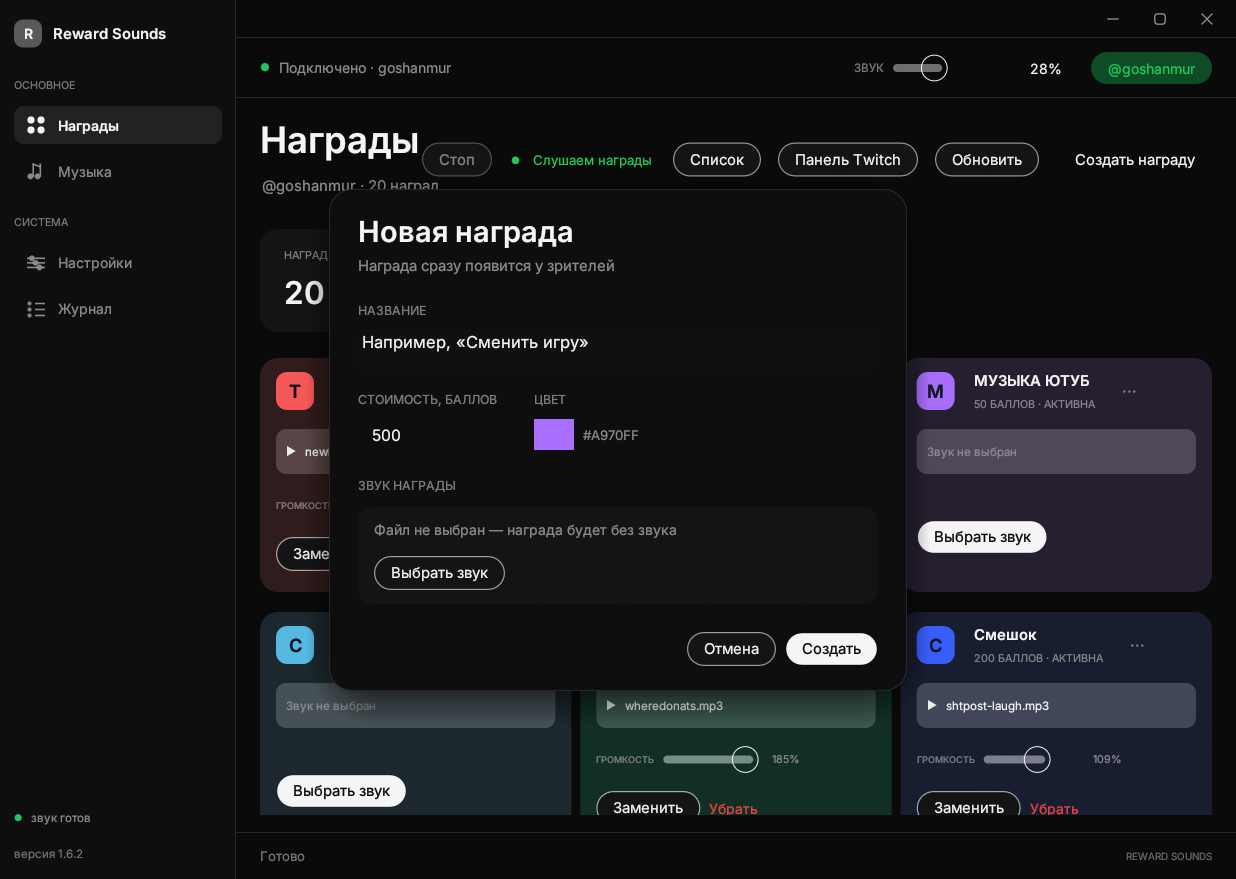 R Reward Sounds
ОСНОВНОЕ
Награды
Музыка
СИСТЕМА
Настройки
Журнал
звук готов
версия 1.6.2
Подключено · goshanmur
ЗВУК
28%
@goshanmur
Награды
@goshanmur · 20 наград
Стоп
Слушаем награды
Список
Панель Twitch
Обновить
Создать награду
НАГРАД
20
Новая награда
Награда сразу появится у зрителей
НАЗВАНИЕ
Например, «Сменить игру»
СТОИМОСТЬ, БАЛЛОВ
ЦВЕТ
500
#A970FF
ЗВУК НАГРАДЫ
Файл не выбран — награда будет без звука
Выбрать звук
Отмена
Создать
T
ГРОМКОСТЬ
M
МУЗЫКА ЮТУБ
50 БАЛЛОВ · АКТИВНА
Звук не выбран
Выбрать звук
C
Звук не выбран
Выбрать звук
wheredonats.mp3
ГРОМКОСТЬ
185%
Заменить
Убрать
C
Смешок
200 БАЛЛОВ · АКТИВНА
shtpost-laugh.mp3
ГРОМКОСТЬ
109%
Заменить
Убрать
Готово
REWARD SOUNDS